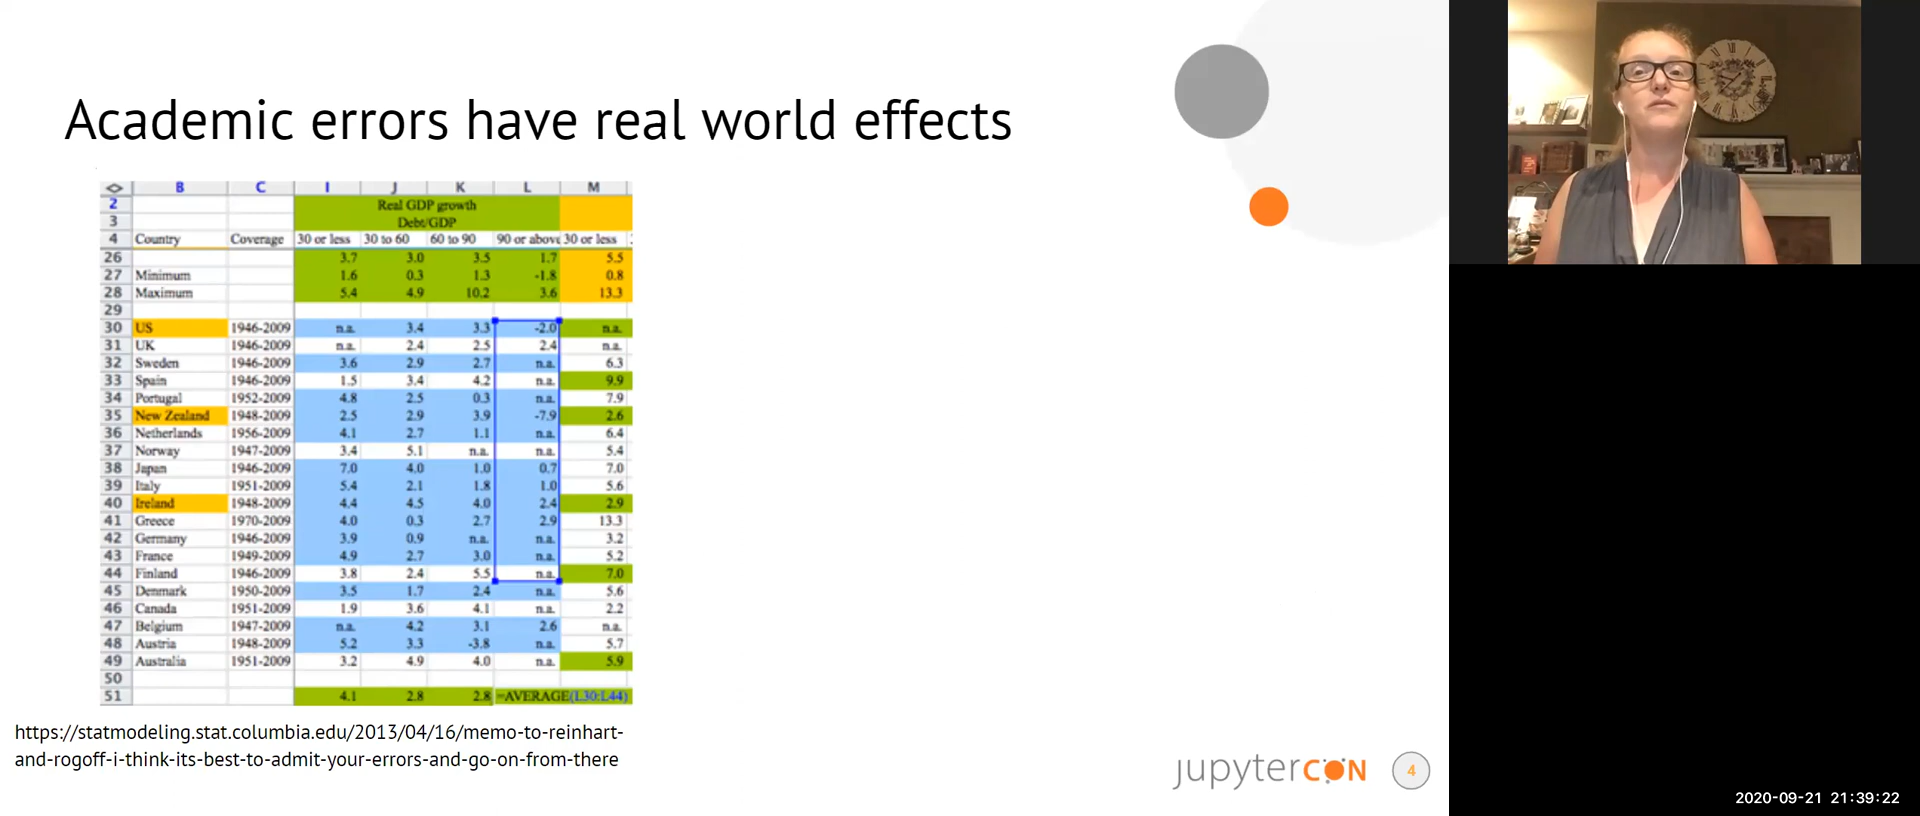 Academic errors have real world effects
B C I J K L M
2 Real GDP growth
3 Debt/GDP
4 Country Coverage 30 or less 30 to 60 60 to 90 90 or above 30 or less
26 3.7 3.0 3.5 1.7 5.5
27 Minimum 1.6 0.3 1.3 -1.8 0.8
28 Maximum 5.4 4.9 10.2 3.6 13.3
29
30 US 1946-2009 n.a. 3.4 3.3 -2.0 n.a.
31 UK 1946-2009 n.a. 2.4 2.5 2.4 n.a.
32 Sweden 1946-2009 3.6 2.9 2.7 n.a. 6.3
33 Spain 1946-2009 1.5 3.4 4.2 n.a. 9.9
34 Portugal 1952-2009 4.8 2.5 0.3 n.a. 7.9
35 New Zealand 1948-2009 2.5 2.9 3.9 -7.9 2.6
36 Netherlands 1956-2009 4.1 2.7 1.1 n.a. 6.4
37 Norway 1947-2009 3.4 5.1 n.a. n.a. 5.4
38 Japan 1946-2009 7.0 4.0 1.0 0.7 7.0
39 Italy 1951-2009 5.4 2.1 1.8 1.0 5.6
40 Ireland 1948-2009 4.4 4.5 4.0 2.4 2.9
41 Greece 1970-2009 4.0 0.3 2.7 2.9 13.3
42 Germany 1946-2009 3.9 0.9 n.a. n.a. 3.2
43 France 1949-2009 4.9 2.7 3.0 n.a. 5.2
44 Finland 1946-2009 3.8 2.4 5.5 n.a. 7.0
45 Denmark 1950-2009 3.5 1.7 2.4 n.a. 5.6
46 Canada 1951-2009 1.9 3.6 4.1 n.a. 2.2
47 Belgium 1947-2009 n.a. 4.2 3.1 2.6 n.a.
48 Austria 1948-2009 5.2 3.3 -3.8 n.a. 5.7
49 Australia 1951-2009 3.2 4.9 4.0 n.a. 5.9
50
51 4.1 2.8 2.8 =AVERAGE(L30:L44)
https://statmodeling.stat.columbia.edu/2013/04/16/memo-to-reinhart-
and-rogoff-i-think-its-best-to-admit-your-errors-and-go-on-from-there
jupytercon 4
2020-09-21 21:39:22